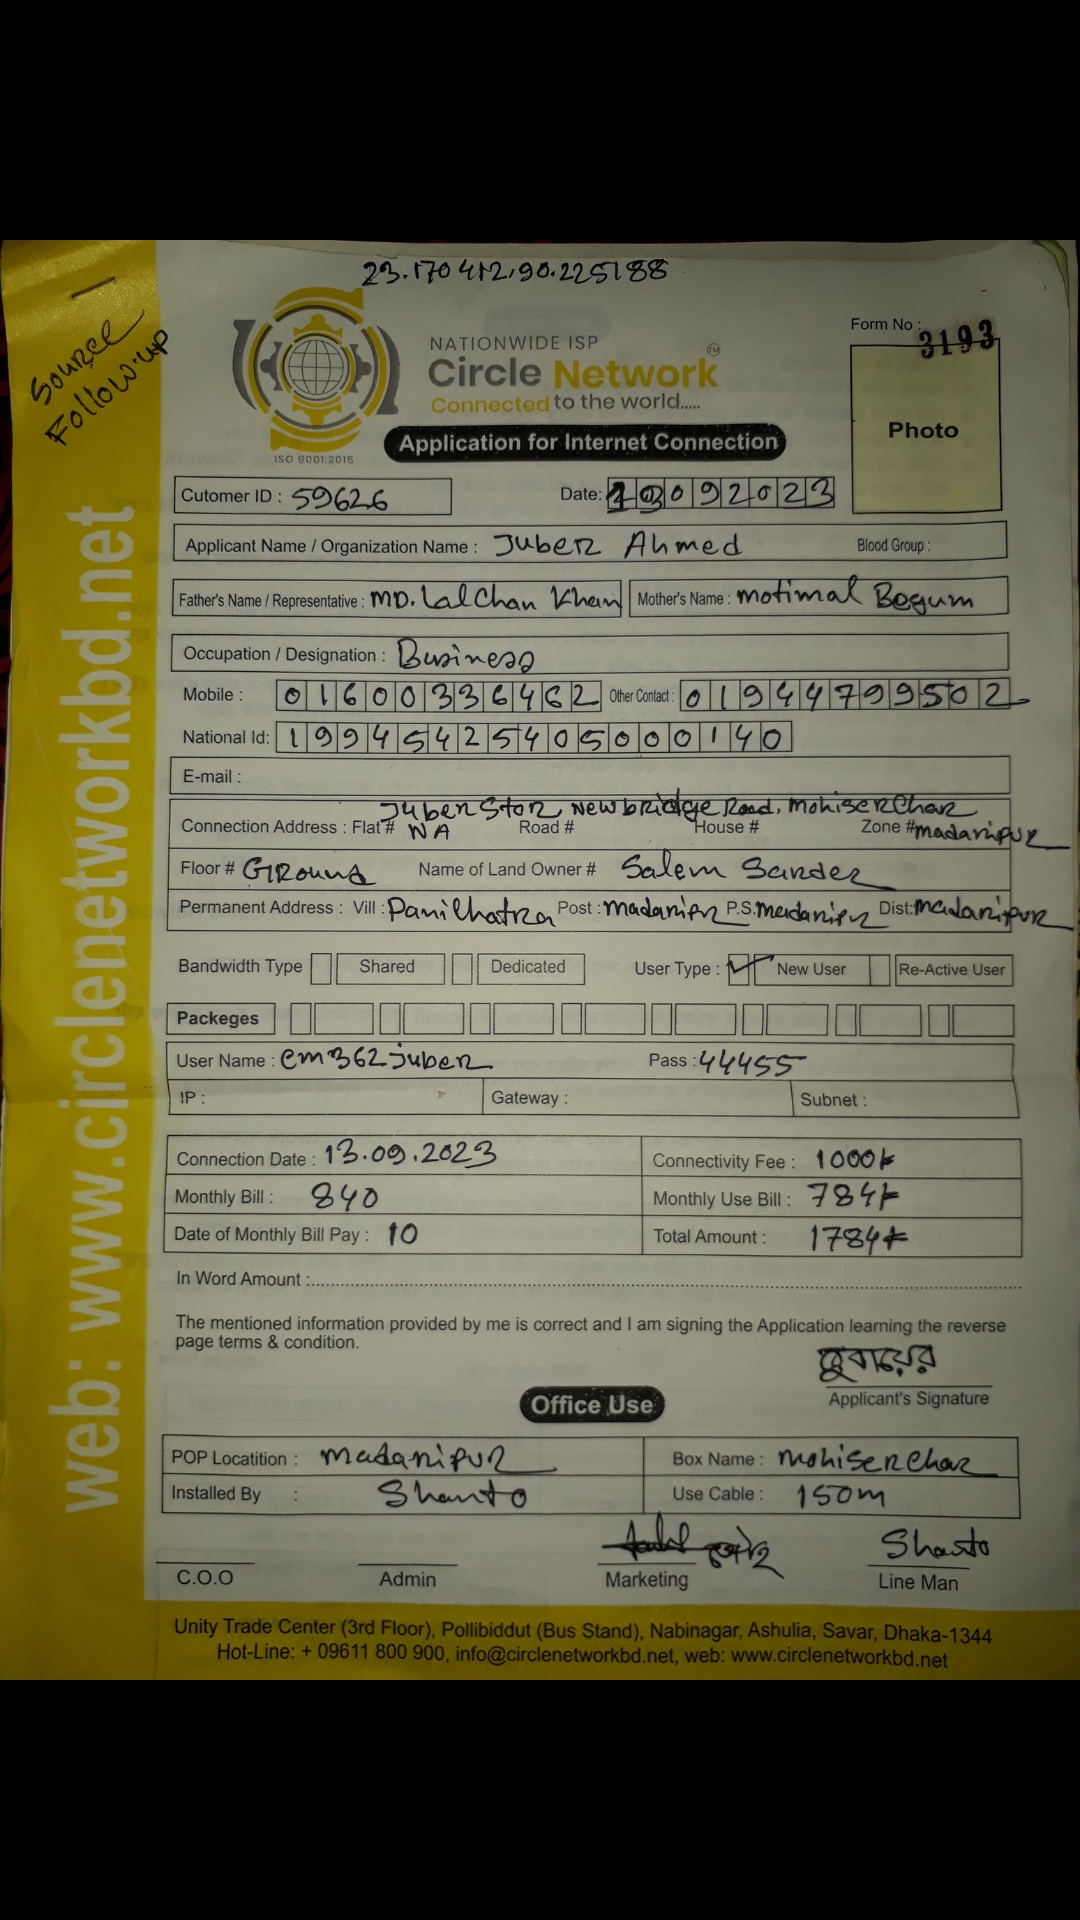 23.170412,90.225188
Source
Follow-up
NATIONWIDE ISP
Circle Network
TM
Connected to the world.....
ISO 9001:2015
Application for Internet Connection
Form No : 3193
Photo
Cutomer ID : 59626
Date: 13092023
Applicant Name / Organization Name : Juber Ahmed Blood Group :
Father's Name / Representative : MD. Lal Chan Khan Mother's Name : motimal Begum
Occupation / Designation : Business
Mobile : 01600336462 Other Contact : 01944799502
National Id: 19945425405000140
E-mail :
Juber Stor, New bridge Road, Mohiser Char
Connection Address : Flat # NA Road # House # Zone # madaripur
Floor # Ground Name of Land Owner # Salem Sarder
Permanent Address : Vill : Panichatra Post : madaripr P.S. madaripr Dist: madaripur
Bandwidth Type Shared Dedicated User Type : ✓ New User Re-Active User
Packeges
User Name : cm362juber Pass : 44455
IP : Gateway : Subnet :
Connection Date : 13.09.2023 Connectivity Fee : 1000/-
Monthly Bill : 840 Monthly Use Bill : 784/-
Date of Monthly Bill Pay : 10 Total Amount : 1784/-
In Word Amount :
The mentioned information provided by me is correct and I am signing the Application learning the reverse
page terms & condition.
জুবায়ের
Applicant's Signature
Office Use
POP Locatition : madaripur Box Name : Mohiserchar
Installed By : Shanto Use Cable : 150m
Shanto
C.O.O Admin Marketing Line Man
Unity Trade Center (3rd Floor), Pollibiddut (Bus Stand), Nabinagar, Ashulia, Savar, Dhaka-1344
Hot-Line: + 09611 800 900, info@circlenetworkbd.net, web: www.circlenetworkbd.net
web: www.circlenetworkbd.net